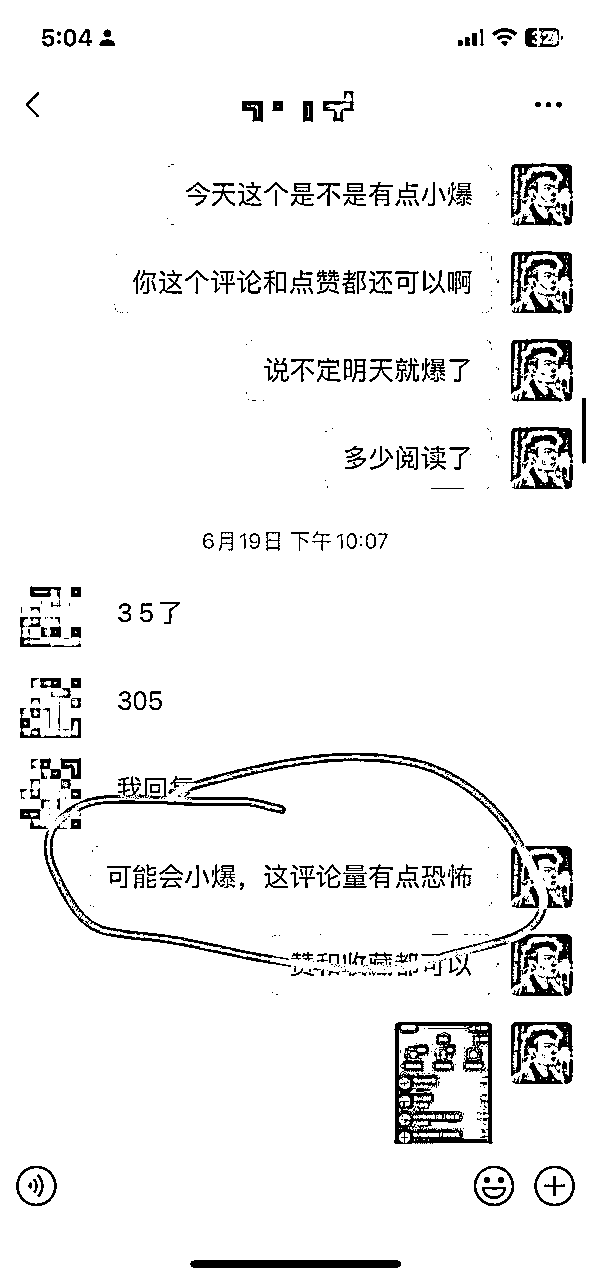 5:04
32
今天这个是不是有点小爆
你这个评论和点赞都还可以啊
说不定明天就爆了
多少阅读了
6月19日 下午10:07
35了
305
我回复
可能会小爆，这评论量有点恐怖
赞和收藏都可以